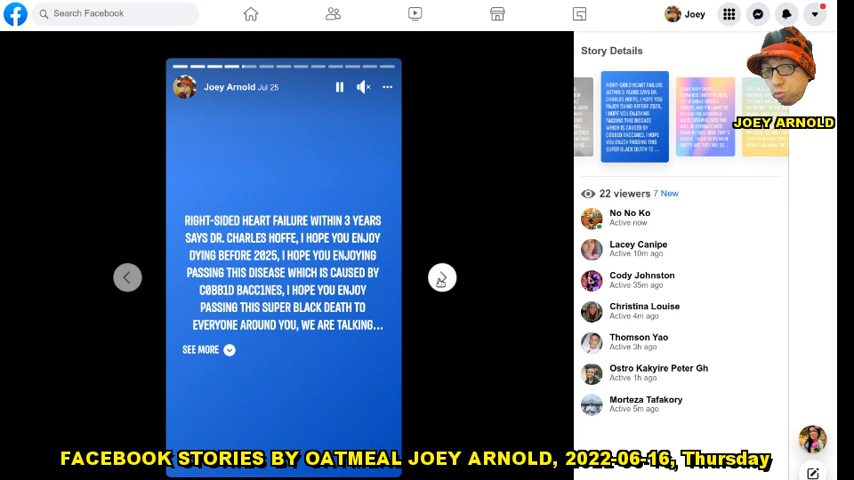 Search Facebook
Joey
Story Details
Joey Arnold Jul 25
JOEY ARNOLD
22 viewers 7 New
No No Ko
Active now
Lacey Canipe
Active 10m ago
Cody Johnston
Active 35m ago
Christina Louise
Active 4m ago
Thomson Yao
Active 3h ago
Ostro Kakyire Peter Gh
Active 1h ago
Morteza Tafakory
Active 5m ago
RIGHT-SIDED HEART FAILURE WITHIN 3 YEARS
SAYS DR. CHARLES HOFFE, I HOPE YOU ENJOY
DYING BEFORE 2025, I HOPE YOU ENJOYING
PASSING THIS DISEASE WHICH IS CAUSED BY
C0BB1D BACC1NES, I HOPE YOU ENJOY
PASSING THIS SUPER BLACK DEATH TO
EVERYONE AROUND YOU, WE ARE TALKING...
SEE MORE
FACEBOOK STORIES BY OATMEAL JOEY ARNOLD, 2022-06-16, Thursday